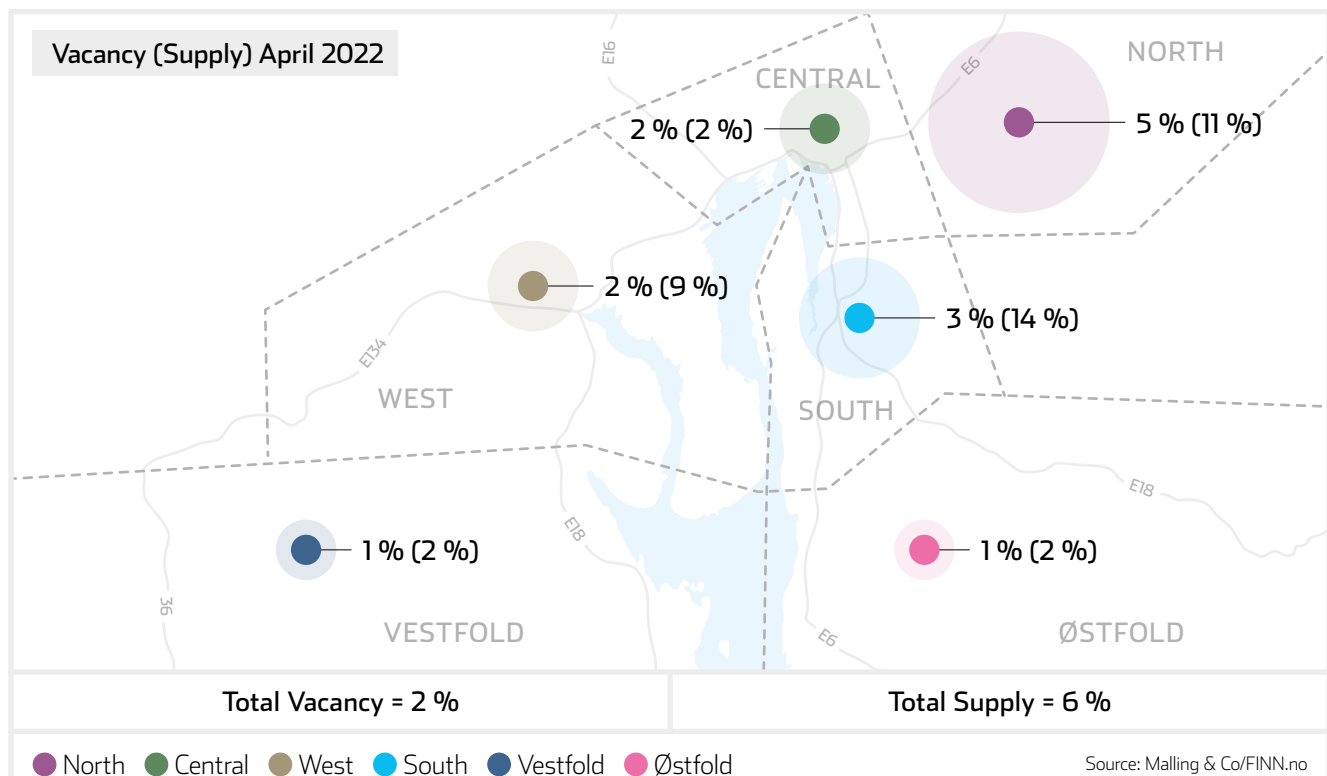 Vacancy (Supply) April 2022
E16
CENTRAL
E6
NORTH
2 % (2 %)
5 % (11 %)
2 % (9 %)
3 % (14 %)
E134
WEST
SOUTH
E18
E18
1 % (2 %)
1 % (2 %)
36
VESTFOLD
E6
ØSTFOLD
Total Vacancy = 2 %
Total Supply = 6 %
North Central West South Vestfold Østfold
Source: Malling & Co/FINN.no